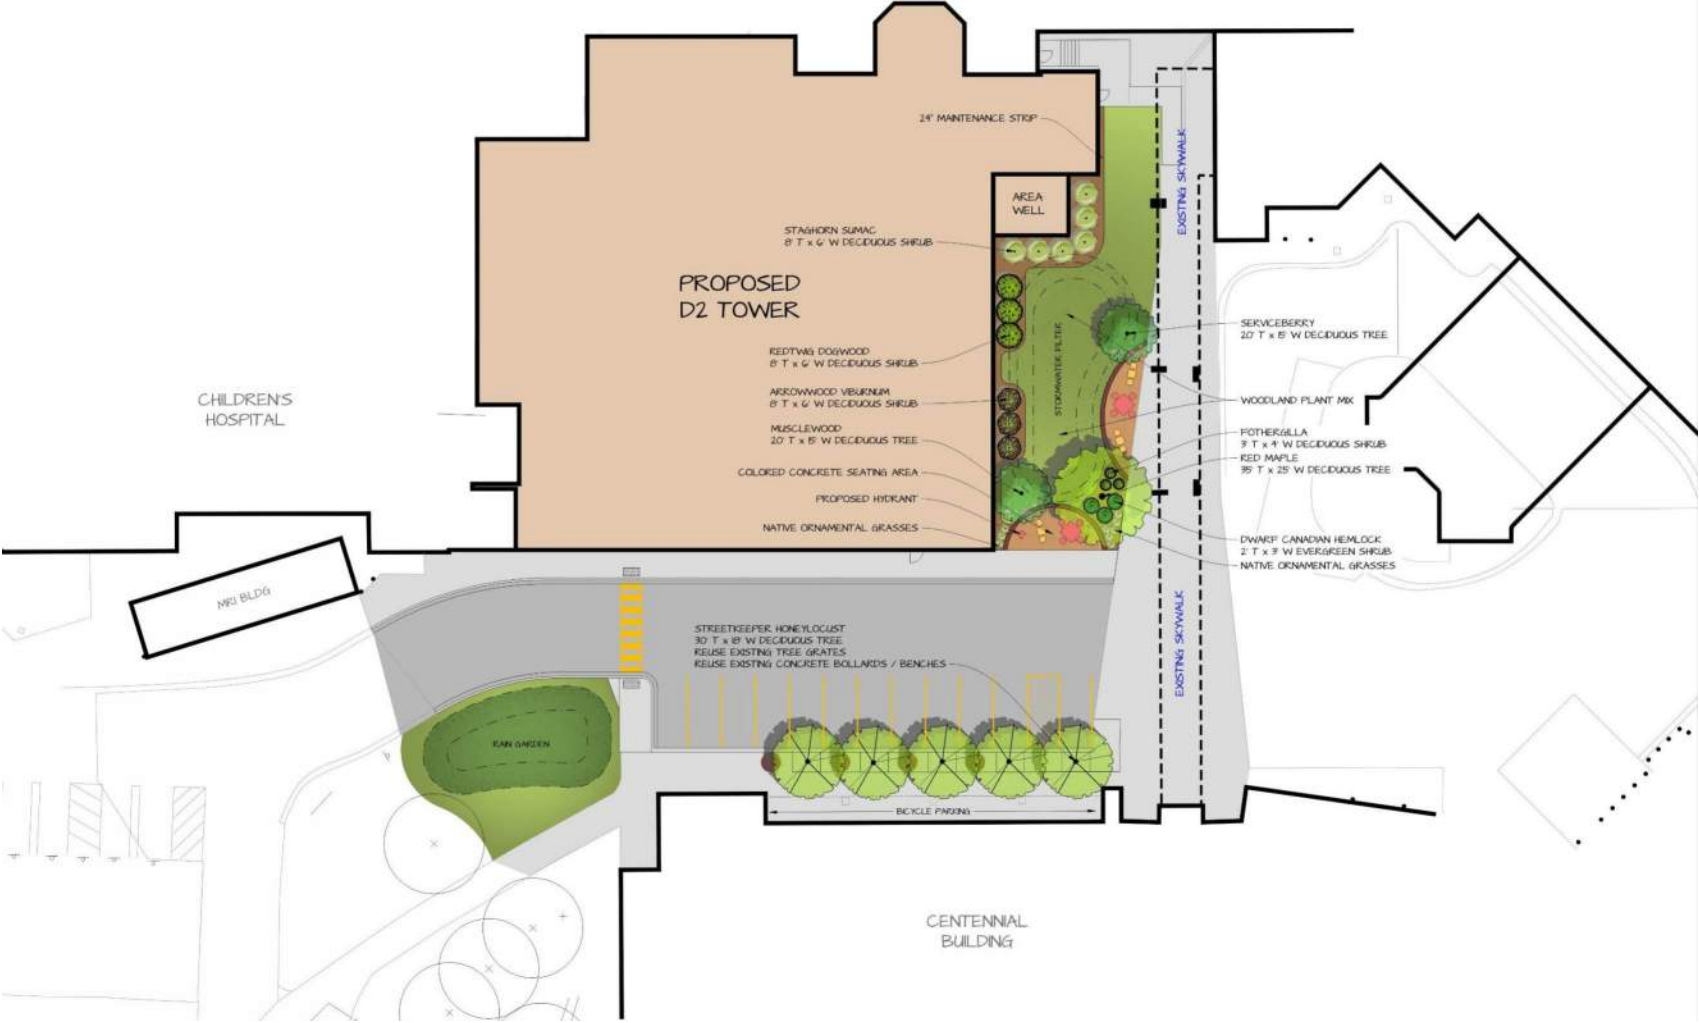 24" MAINTENANCE STRIP
EXISTING SKYWALK
AREA
WELL
STAGHORN SUMAC
8' T x 6' W DECIDUOUS SHRUB
PROPOSED
D2 TOWER
STORMWATER FILTER
SERVICEBERRY
20' T x 15' W DECIDUOUS TREE
REDTWIG DOGWOOD
8' T x 6' W DECIDUOUS SHRUB
CHILDREN'S
HOSPITAL
ARROWWOOD VIBURNUM
8' T x 6' W DECIDUOUS SHRUB
WOODLAND PLANT MIX
MUSCLEWOOD
20' T x 15' W DECIDUOUS TREE
FOTHERGILLA
3' T x 4' W DECIDUOUS SHRUB
RED MAPLE
35' T x 25' W DECIDUOUS TREE
COLORED CONCRETE SEATING AREA
PROPOSED HYDRANT
NATIVE ORNAMENTAL GRASSES
DWARF CANADIAN HEMLOCK
2' T x 3' W EVERGREEN SHRUB
NATIVE ORNAMENTAL GRASSES
MRI BLDG
STREETKEEPER HONEYLOCUST
30' T x 18' W DECIDUOUS TREE
REUSE EXISTING TREE GRATES
REUSE EXISTING CONCRETE BOLLARDS / BENCHES
EXISTING SKYWALK
RAIN GARDEN
BICYCLE PARKING
CENTENNIAL
BUILDING